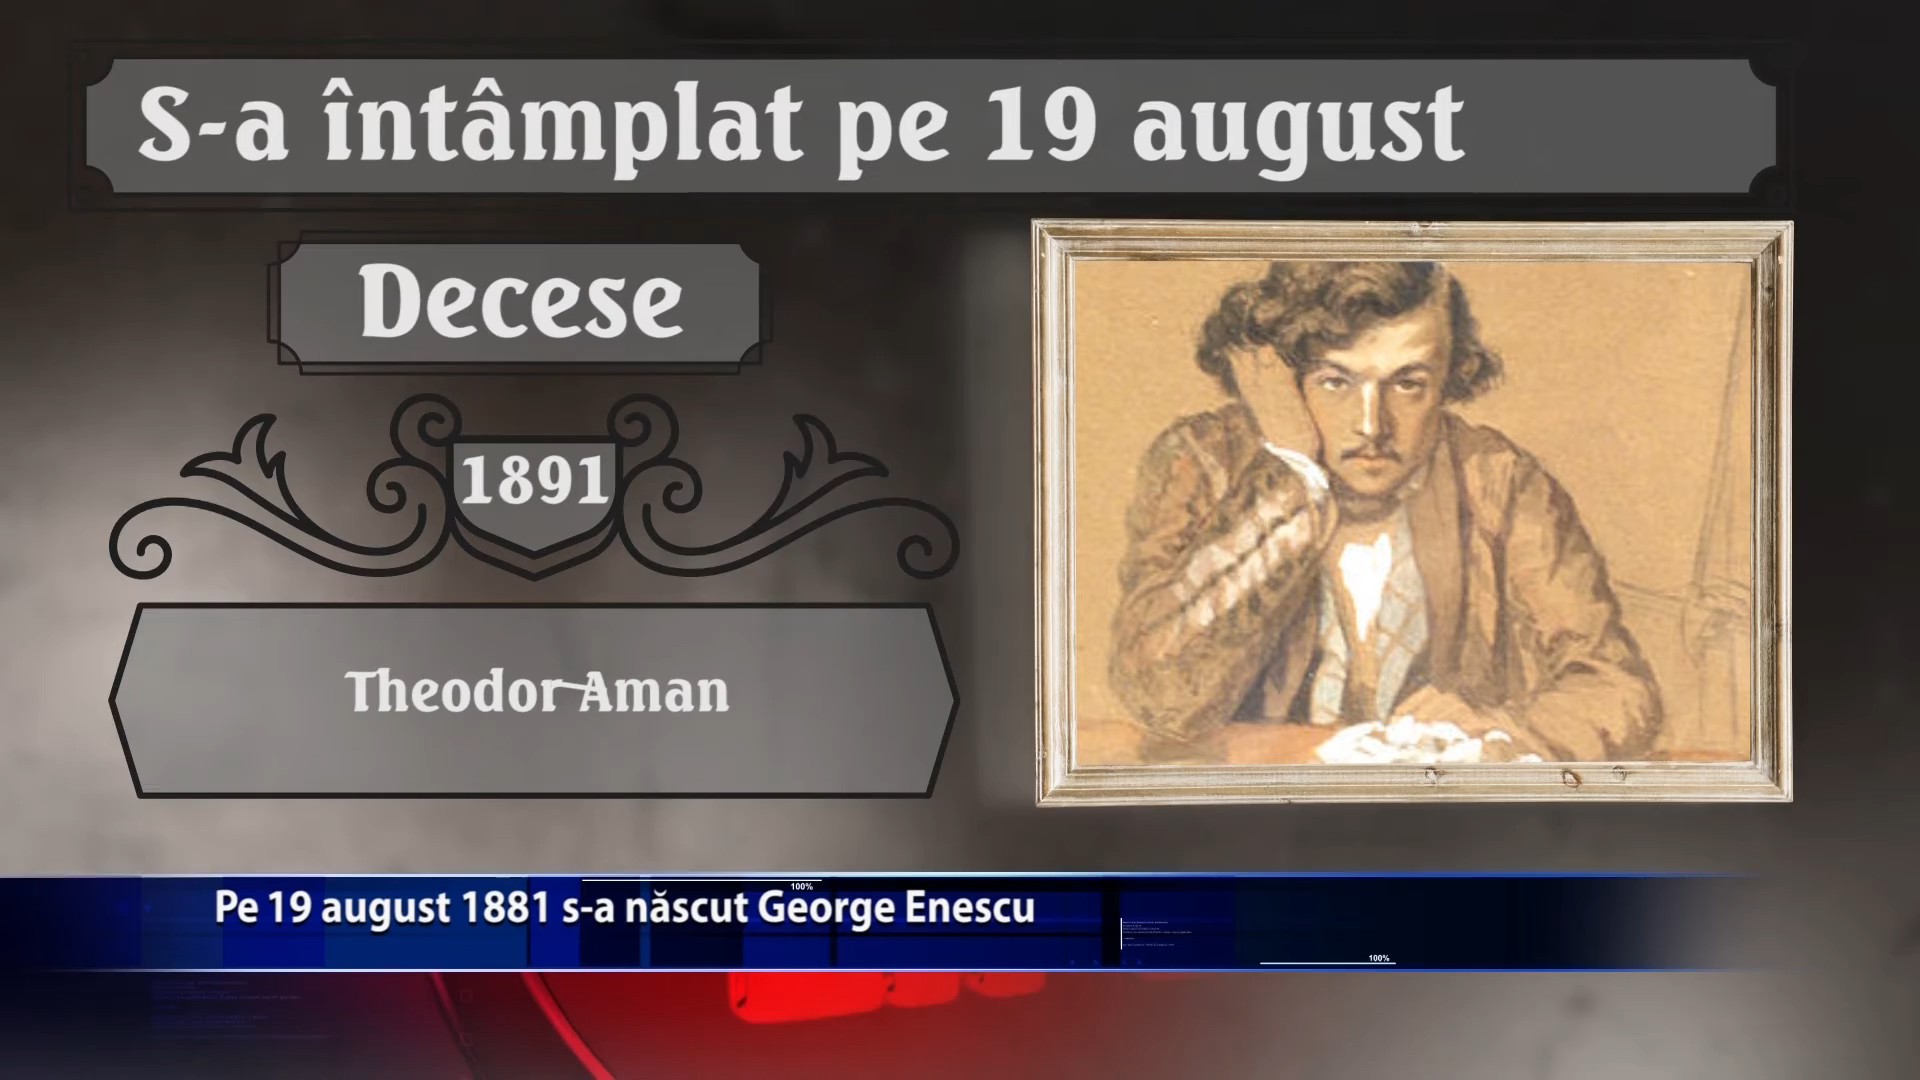 S-a întâmplat pe 19 august
Decese
1891
Theodor Aman
100%
Pe 19 august 1881 s-a născut George Enescu
100%